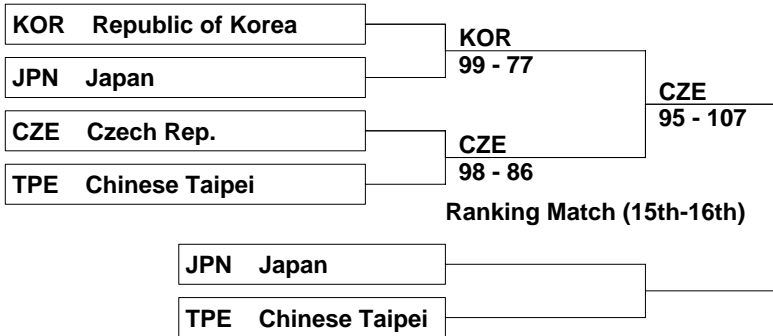 KOR Republic of Korea
JPN Japan
KOR
99 - 77
CZE Czech Rep.
TPE Chinese Taipei
CZE
98 - 86
CZE
95 - 107
Ranking Match (15th-16th)
JPN Japan
TPE Chinese Taipei